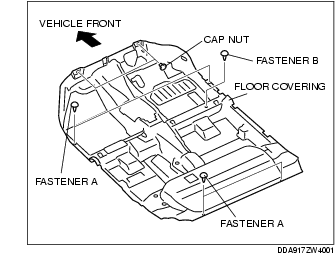 VEHICLE FRONT
CAP NUT
FASTENER B
FLOOR COVERING
FASTENER A
FASTENER A
DDA917ZW4001